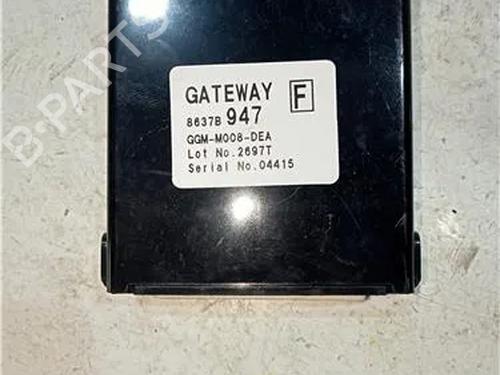 B-PARTS
GATEWAY F
8637B 947
GGM-M008-DEA
Lot No.2697T
Serial No.04415